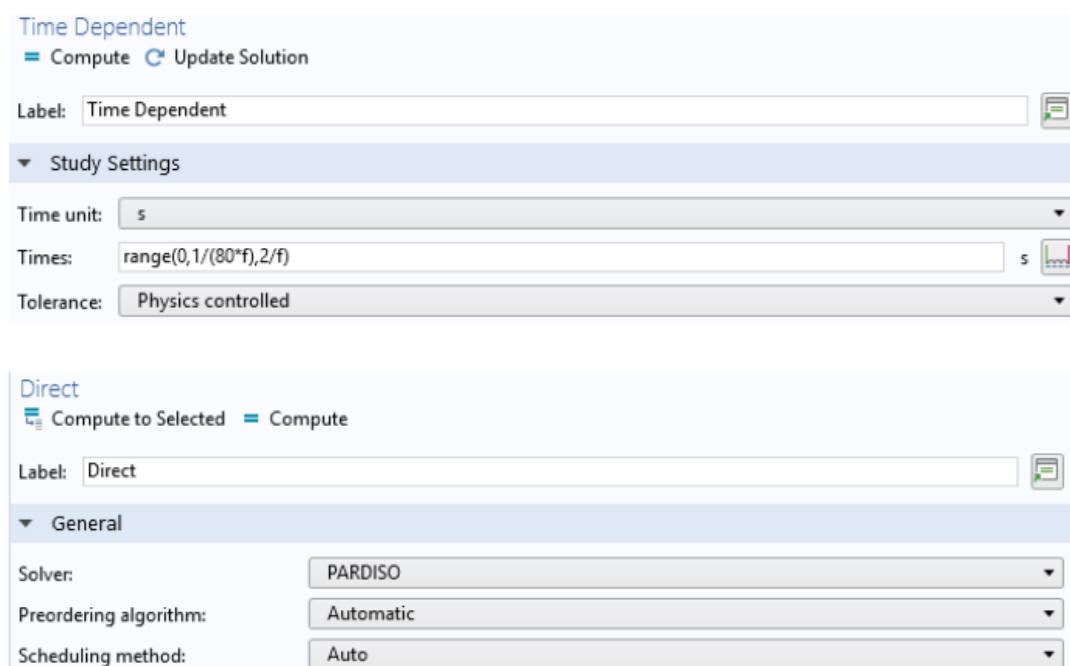 Time Dependent
Compute Update Solution
Label: Time Dependent
Study Settings
Time unit: s
Times: range(0,1/(80*f),2/f) s
Tolerance: Physics controlled
Direct
Compute to Selected Compute
Label: Direct
General
Solver: PARDISO
Preordering algorithm: Automatic
Scheduling method: Auto